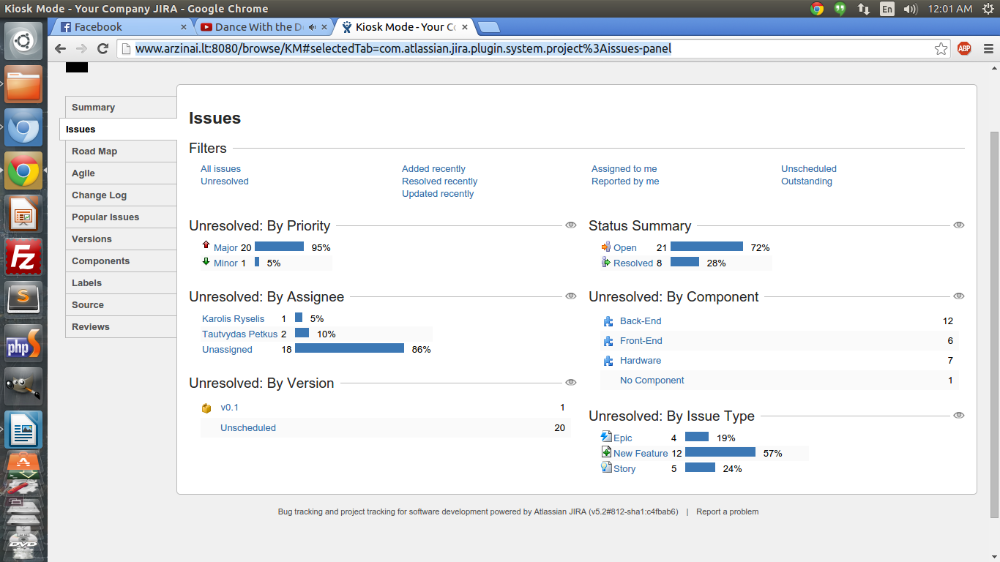 Kiosk Mode - Your Company JIRA - Google Chrome
En
12:01 AM
Facebook
Dance With the D
Kiosk Mode - Your Co
www.arzinai.lt:8080/browse/KM#selectedTab=com.atlassian.jira.plugin.system.project%3Aissues-panel
ABP
Summary
Issues
Road Map
Agile
Change Log
Popular Issues
Versions
Components
Labels
Source
Reviews
Issues
Filters
All issues
Unresolved
Added recently
Resolved recently
Updated recently
Assigned to me
Reported by me
Unscheduled
Outstanding
Unresolved: By Priority
Major 20 95%
Minor 1 5%
Unresolved: By Assignee
Karolis Ryselis 1 5%
Tautvydas Petkus 2 10%
Unassigned 18 86%
Unresolved: By Version
v0.1 1
Unscheduled 20
Status Summary
Open 21 72%
Resolved 8 28%
Unresolved: By Component
Back-End 12
Front-End 6
Hardware 7
No Component 1
Unresolved: By Issue Type
Epic 4 19%
New Feature 12 57%
Story 5 24%
Bug tracking and project tracking for software development powered by Atlassian JIRA (v5.2#812-sha1:c4fbab6) | Report a problem
Fz
S
php
A
DVD